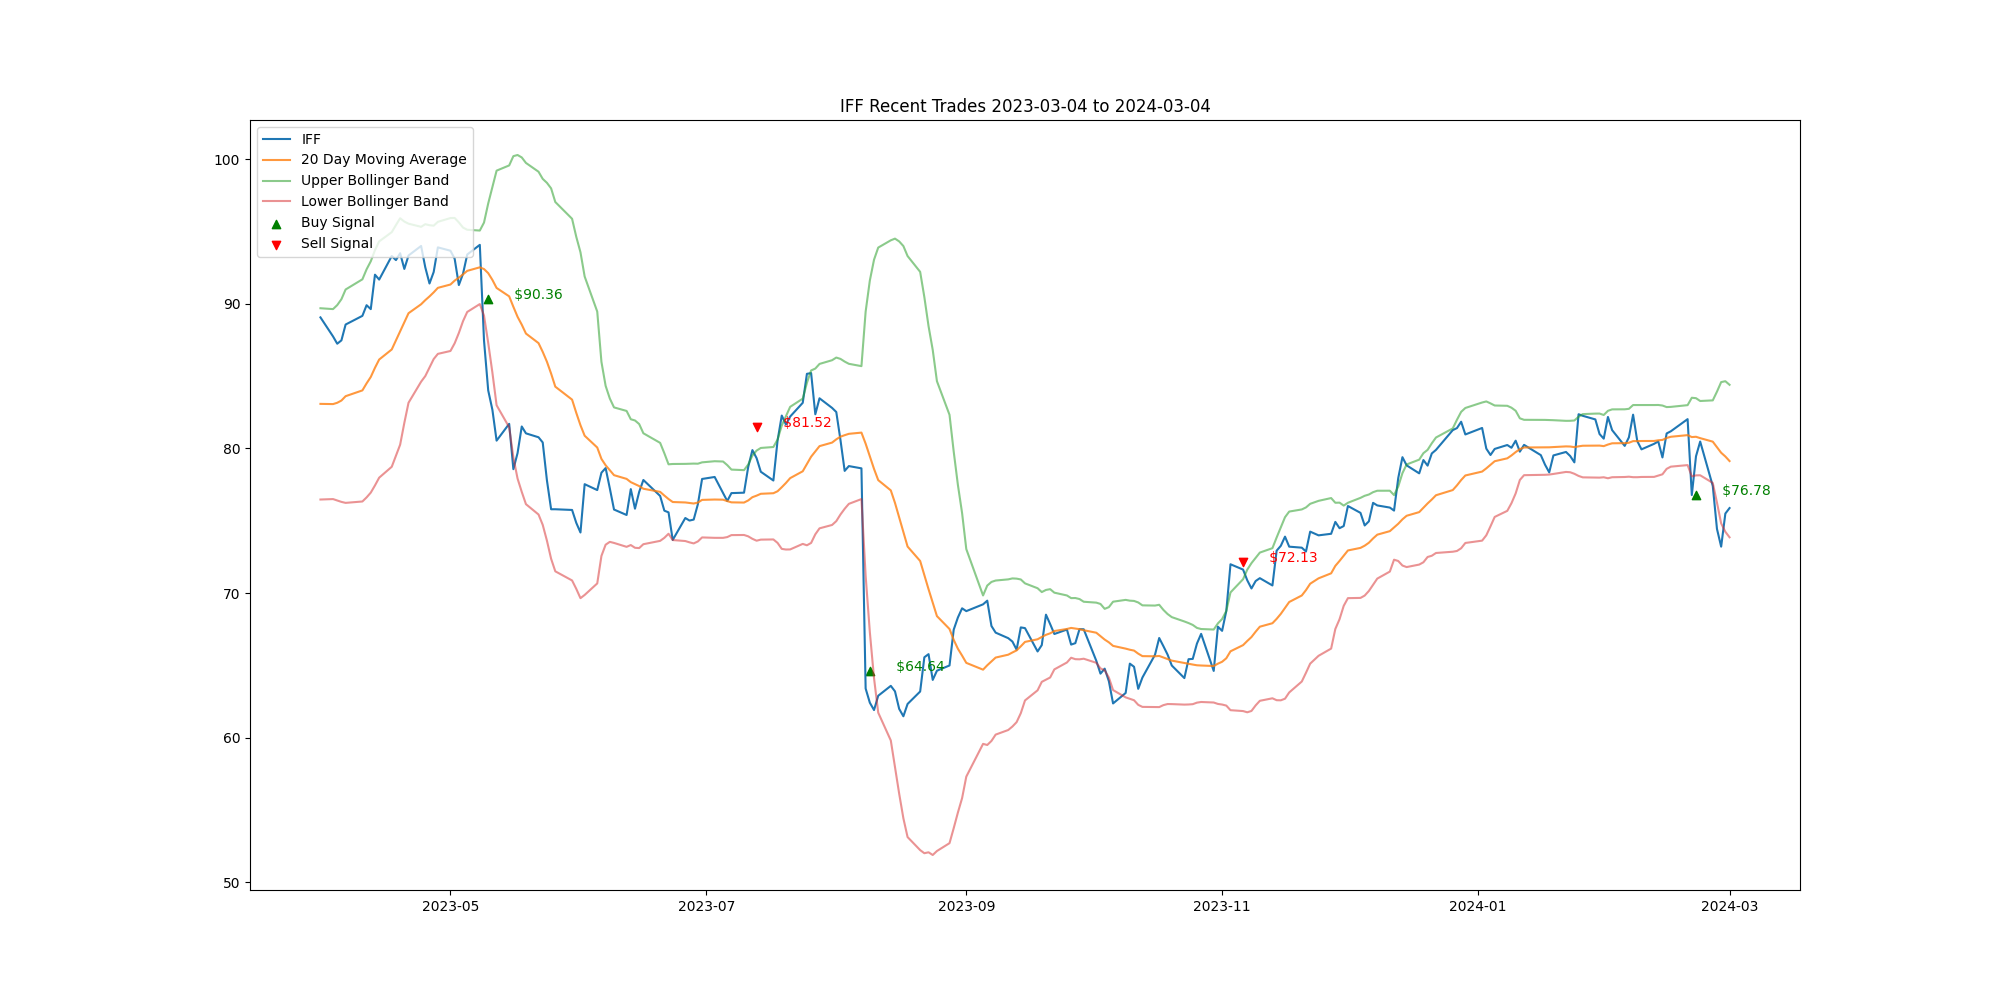 IFF Recent Trades 2023-03-04 to 2024-03-04
IFF
20 Day Moving Average
Upper Bollinger Band
Lower Bollinger Band
Buy Signal
Sell Signal
100
90
80
70
60
50
$90.36
$81.52
$64.64
$72.13
$76.78
2023-05
2023-07
2023-09
2023-11
2024-01
2024-03